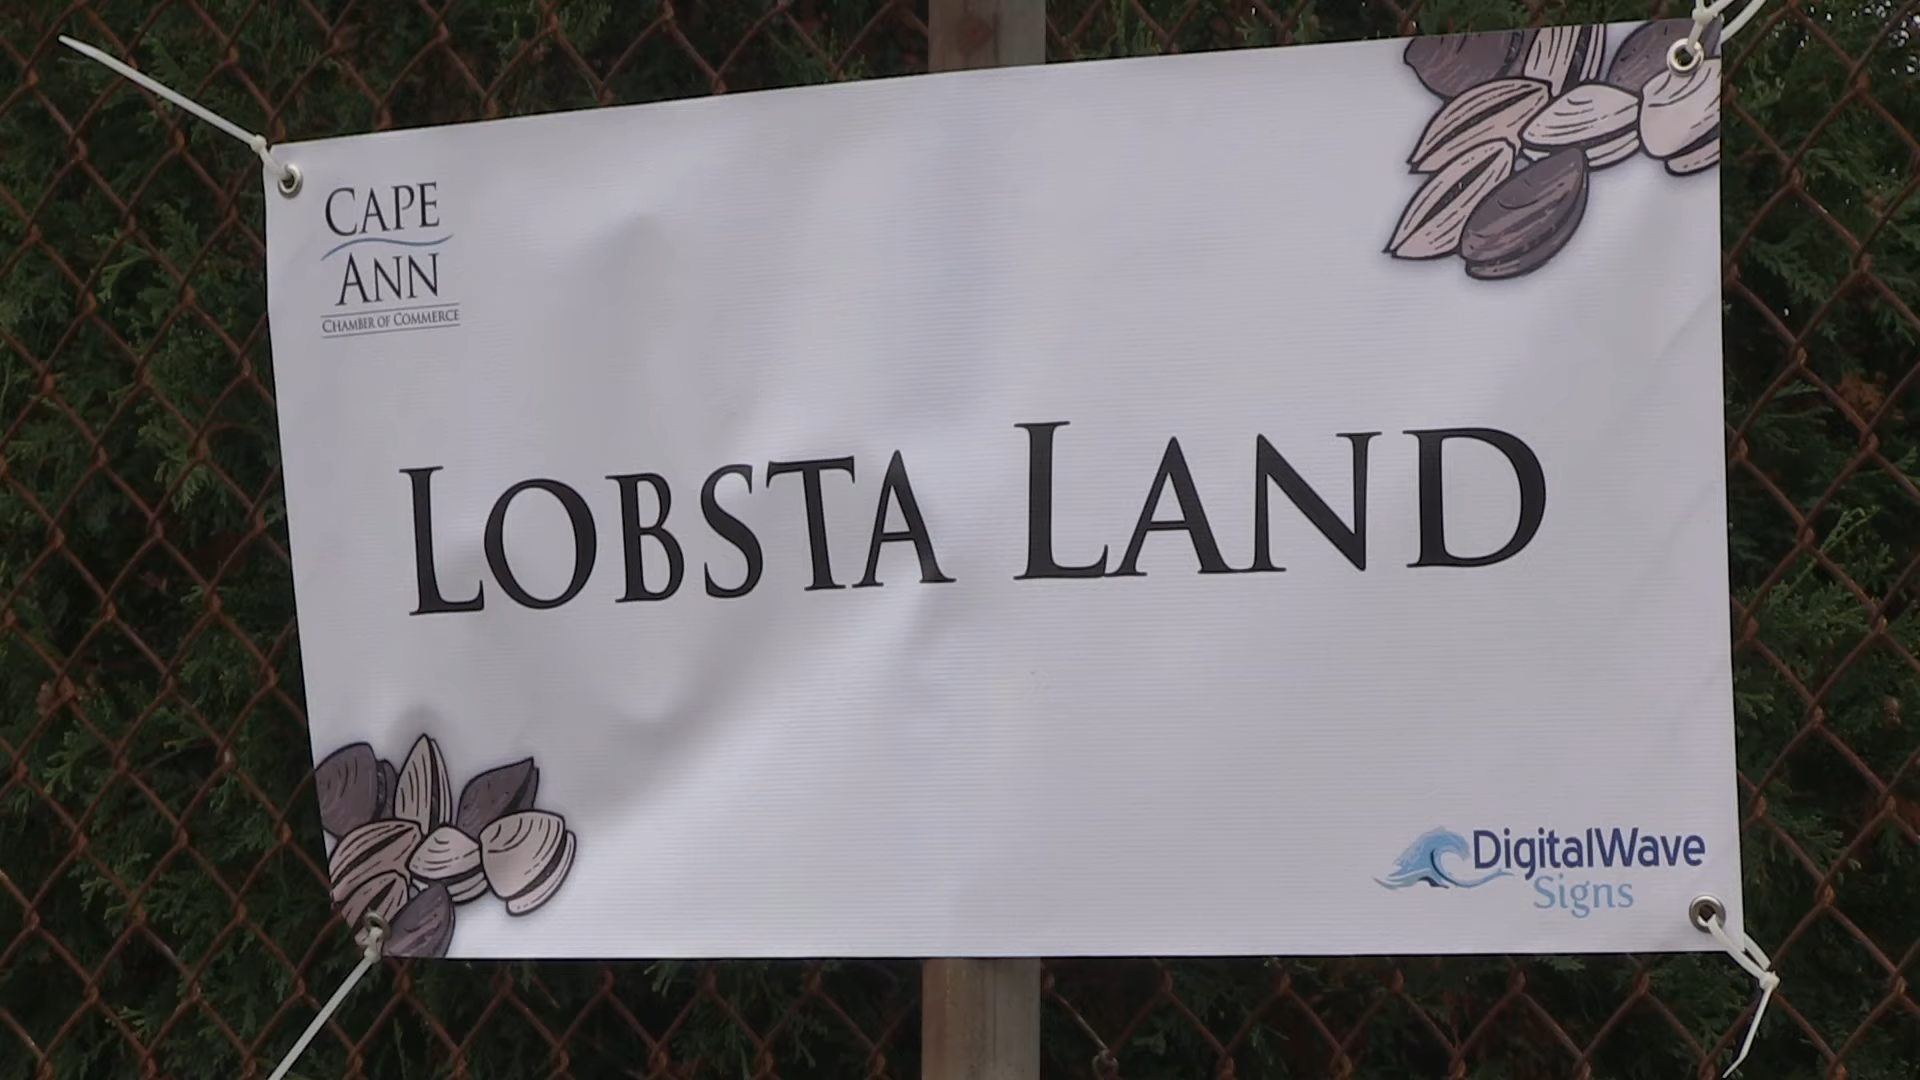 CAPE
ANN
CHAMBER OF COMMERCE
LOBSTA LAND
DigitalWave
Signs